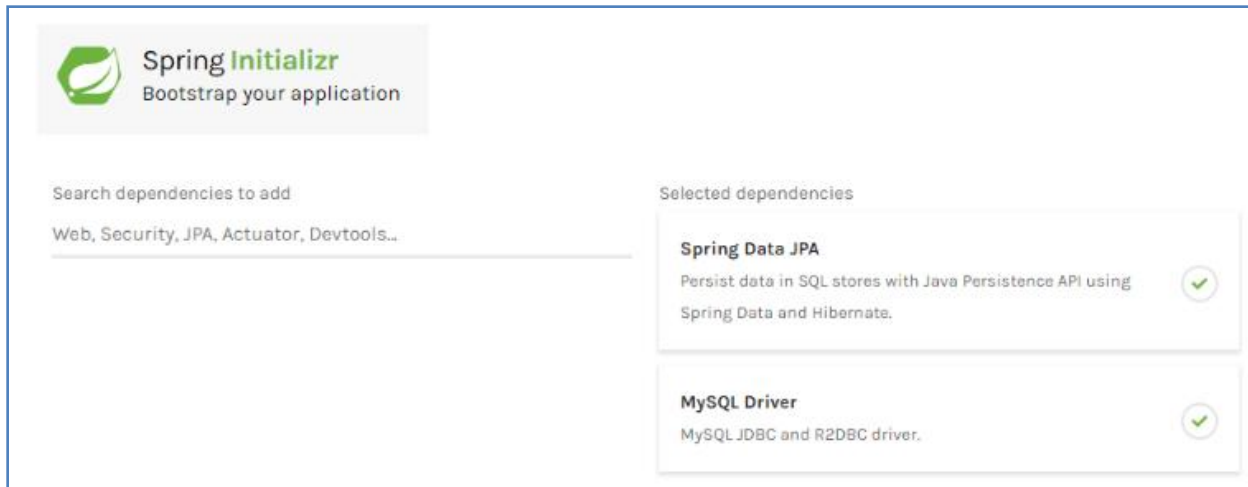 Spring Initializr
Bootstrap your application
Search dependencies to add
Web, Security, JPA, Actuator, Devtools...
Selected dependencies
Spring Data JPA
Persist data in SQL stores with Java Persistence API using
Spring Data and Hibernate.
MySQL Driver
MySQL JDBC and R2DBC driver.